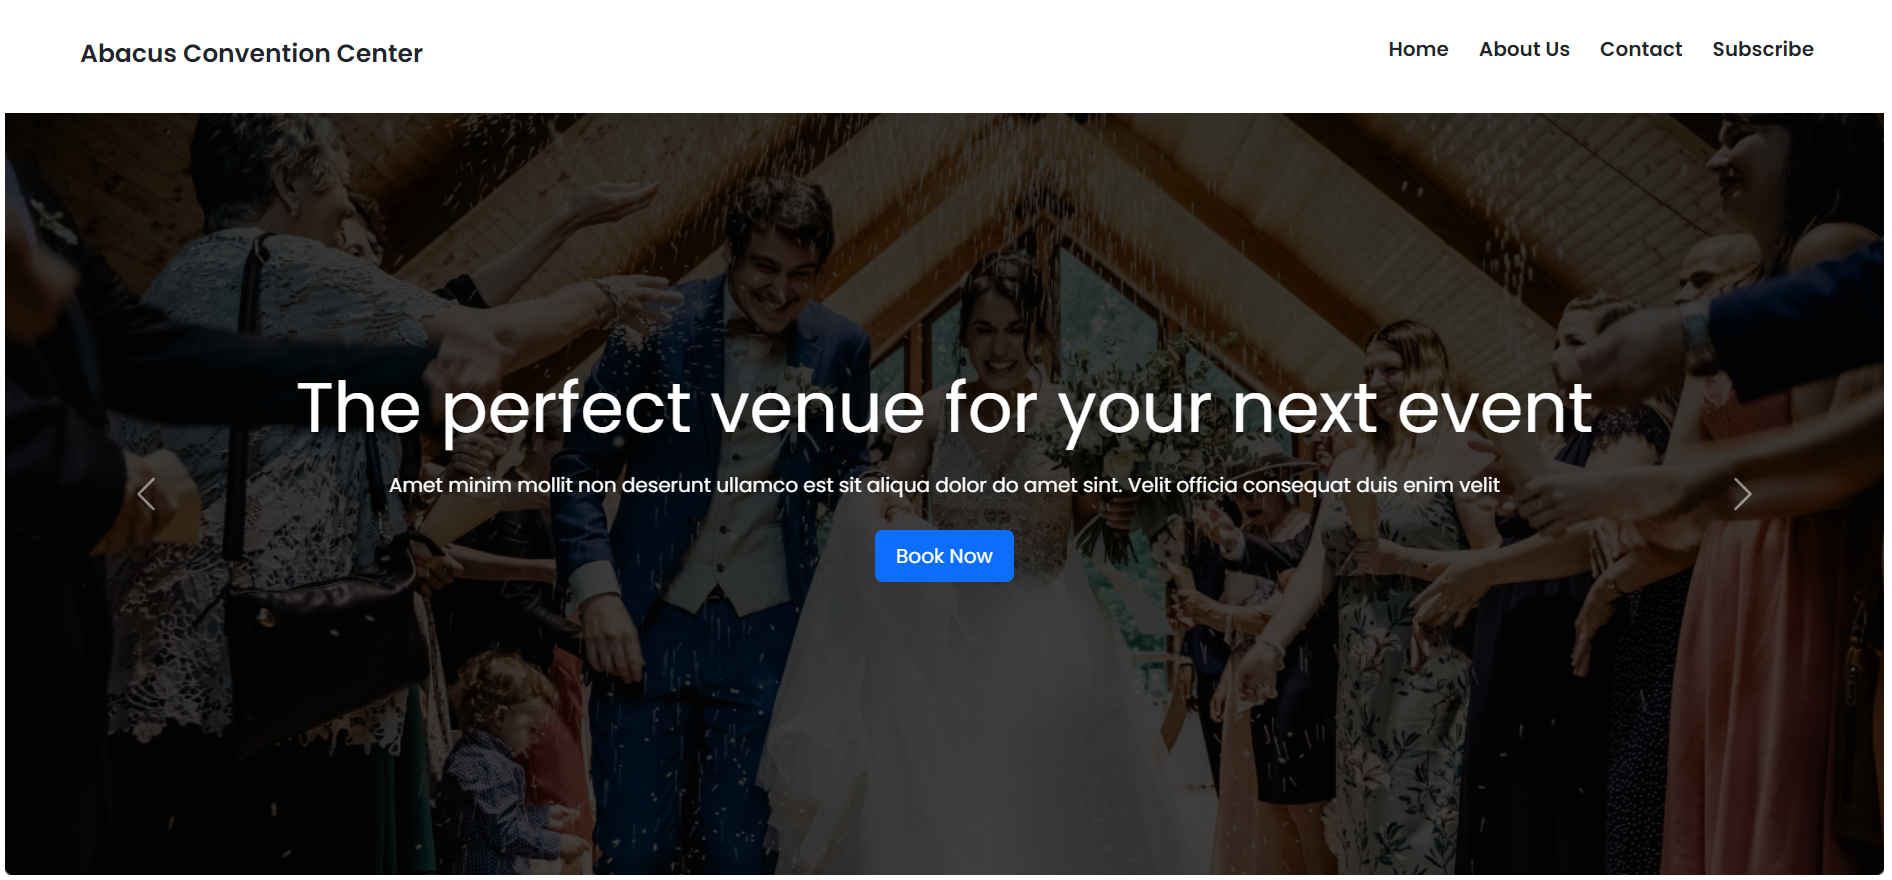 Abacus Convention Center
Home About Us Contact Subscribe
The perfect venue for your next event
Amet minim mollit non deserunt ullamco est sit aliqua dolor do amet sint. Velit officia consequat duis enim velit
Book Now